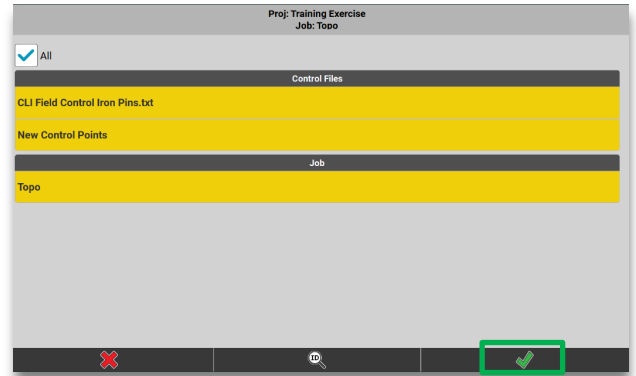 Proj: Training Exercise
Job: Topo
All
Control Files
CLI Field Control Iron Pins.txt
New Control Points
Job
Topo
ID